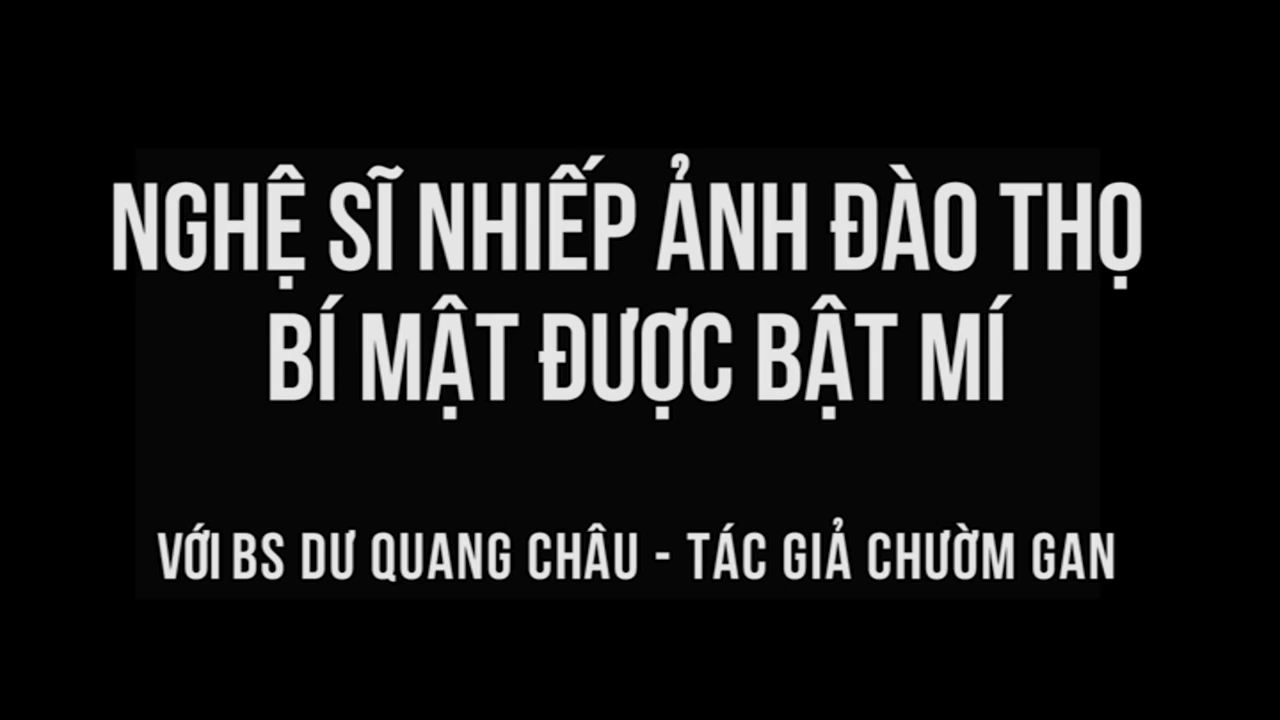 NGHỆ SĨ NHIẾP ẢNH ĐÀO THỌ
BÍ MẬT ĐƯỢC BẬT MÍ
VỚI BS DƯ QUANG CHÂU - TÁC GIẢ CHƯỜM GAN